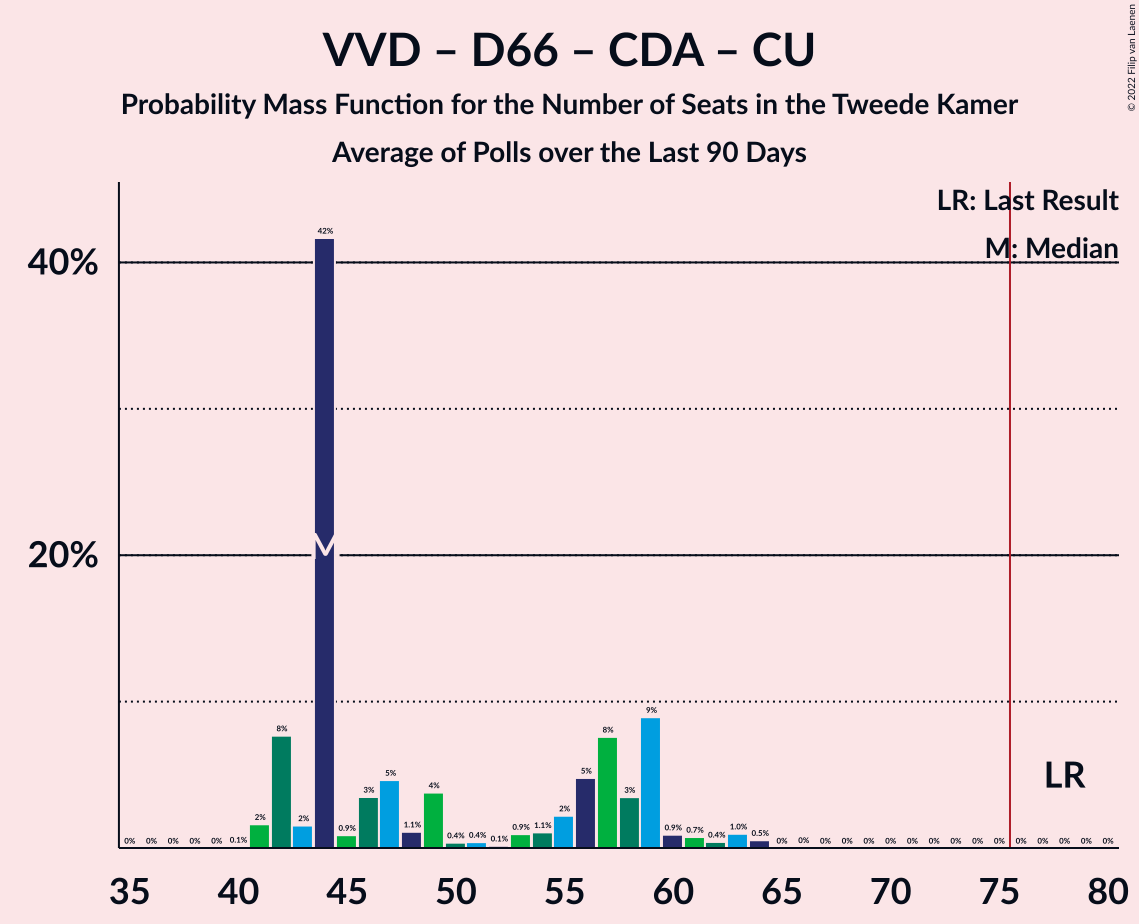 VVD – D66 – CDA – CU
Probability Mass Function for the Number of Seats in the Tweede Kamer
Average of Polls over the Last 90 Days
© 2022 Filip van Laenen
LR: Last Result
M: Median
40%
20%
42%
M
LR
0% 0% 0% 0% 0% 0.1% 2% 8% 2% 0.9% 3% 5% 1.1% 4% 0.4% 0.4% 0.1% 0.9% 1.1% 2% 5% 8% 3% 9% 0.9% 0.7% 0.4% 1.0% 0.5% 0% 0% 0% 0% 0% 0% 0% 0% 0% 0% 0% 0% 0% 0% 0% 0%
35 40 45 50 55 60 65 70 75 80